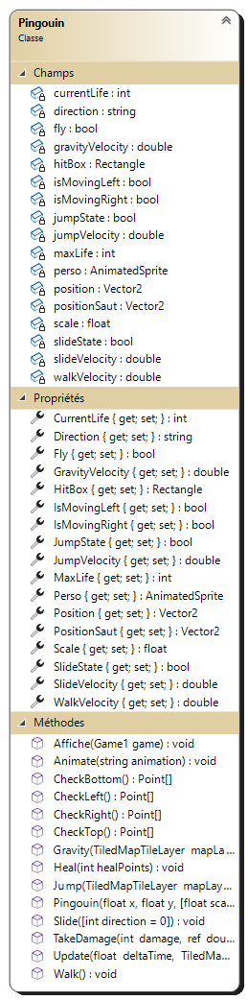 Pingouin
Classe
Champs
currentLife : int
direction : string
fly : bool
gravityVelocity : double
hitBox : Rectangle
isMovingLeft : bool
isMovingRight : bool
jumpState : bool
jumpVelocity : double
maxLife : int
perso : AnimatedSprite
position : Vector2
positionSaut : Vector2
scale : float
slideState : bool
slideVelocity : double
walkVelocity : double
Propriétés
CurrentLife { get; set; } : int
Direction { get; set; } : string
Fly { get; set; } : bool
GravityVelocity { get; set; } : double
HitBox { get; set; } : Rectangle
IsMovingLeft { get; set; } : bool
IsMovingRight { get; set; } : bool
JumpState { get; set; } : bool
JumpVelocity { get; set; } : double
MaxLife { get; set; } : int
Perso { get; set; } : AnimatedSprite
Position { get; set; } : Vector2
PositionSaut { get; set; } : Vector2
Scale { get; set; } : float
SlideState { get; set; } : bool
SlideVelocity { get; set; } : double
WalkVelocity { get; set; } : double
Méthodes
Affiche(Game1 game) : void
Animate(string animation) : void
CheckBottom() : Point[]
CheckLeft() : Point[]
CheckRight() : Point[]
CheckTop() : Point[]
Gravity(TiledMapTileLayer mapLa...
Heal(int healPoints) : void
Jump(TiledMapTileLayer mapLay...
Pingouin(float x, float y, [float sca...
Slide([int direction = 0]) : void
TakeDamage(int damage, ref dou...
Update(float deltaTime, TiledMa...
Walk() : void